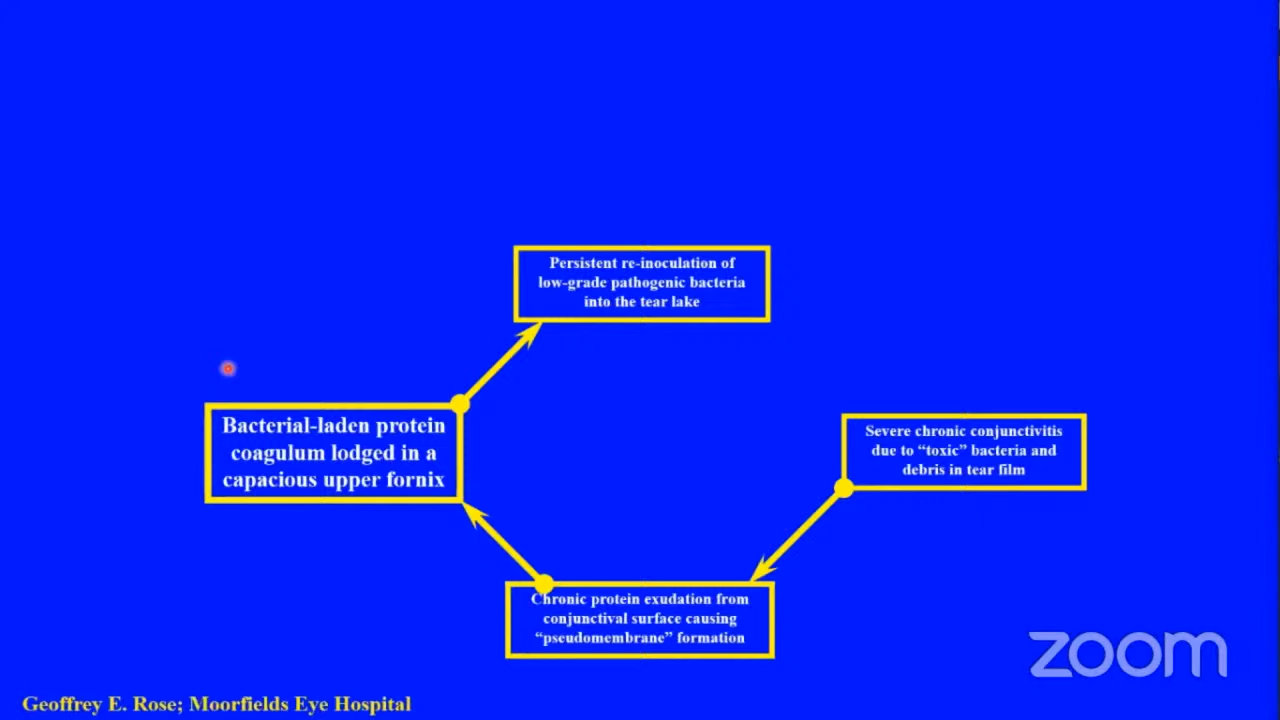 Persistent re-inoculation of
low-grade pathogenic bacteria
into the tear lake
Bacterial-laden protein
coagulum lodged in a
capacious upper fornix
Severe chronic conjunctivitis
due to “toxic” bacteria and
debris in tear film
Chronic protein exudation from
conjunctival surface causing
“pseudomembrane” formation
zoom
Geoffrey E. Rose; Moorfields Eye Hospital